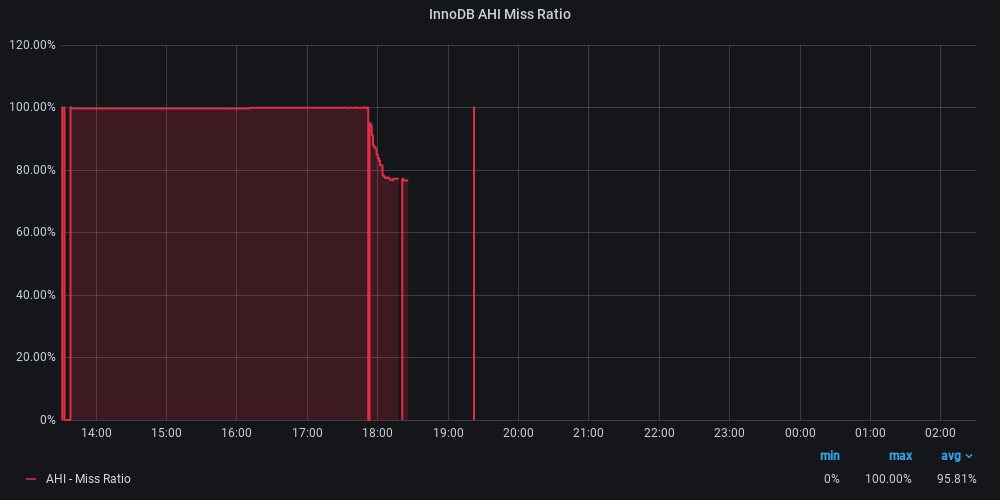 InnoDB AHI Miss Ratio
120.00%
100.00%
80.00%
60.00%
40.00%
20.00%
0%
14:00 15:00 16:00 17:00 18:00 19:00 20:00 21:00 22:00 23:00 00:00 01:00 02:00
min max avg
AHI - Miss Ratio 0% 100.00% 95.81%